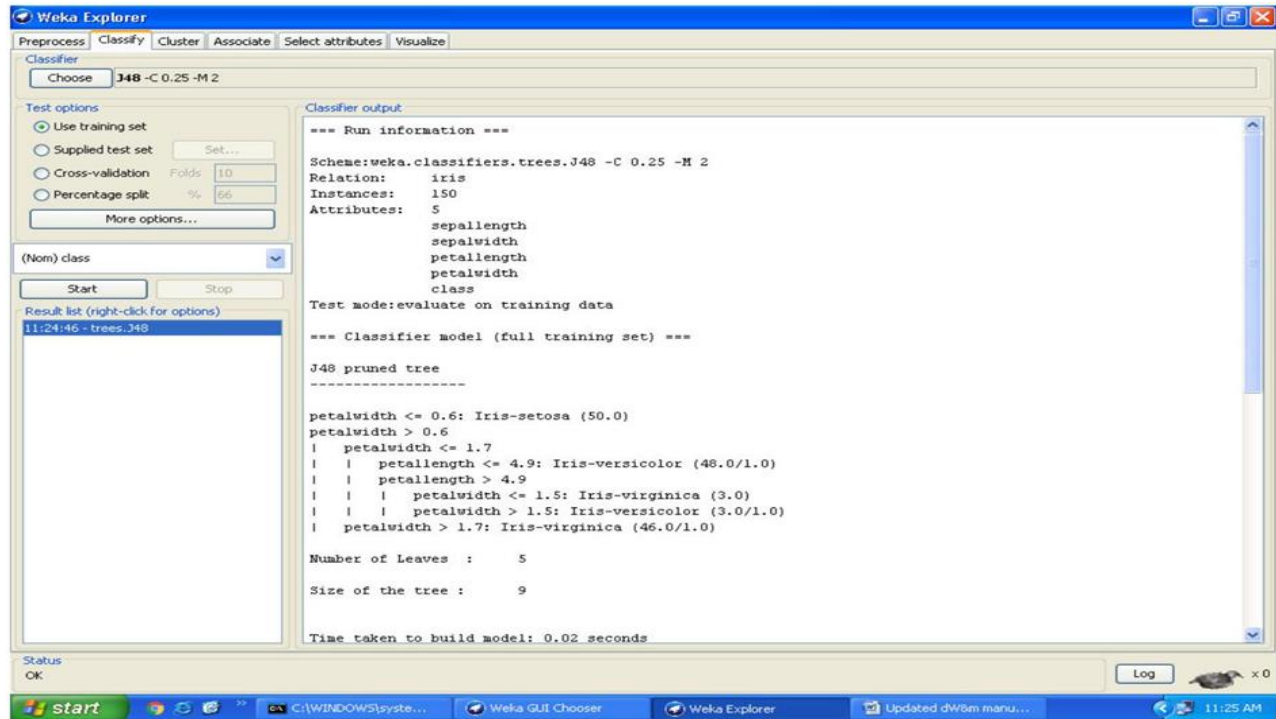 Weka Explorer
Preprocess Classify Cluster Associate Select attributes Visualize
Classifier
Choose J48 -C 0.25 -M 2
Test options
Use training set
Supplied test set Set...
Cross-validation Folds 10
Percentage split % 66
More options...
(Nom) class
Start Stop
Result list (right-click for options)
11:24:46 - trees.J48
Classifier output
=== Run information ===
Scheme:weka.classifiers.trees.J48 -C 0.25 -M 2
Relation: iris
Instances: 150
Attributes: 5
sepallength
sepalwidth
petallength
petalwidth
class
Test mode:evaluate on training data
=== Classifier model (full training set) ===
J48 pruned tree
------------------
petalwidth <= 0.6: Iris-setosa (50.0)
petalwidth > 0.6
| petalwidth <= 1.7
| | petallength <= 4.9: Iris-versicolor (48.0/1.0)
| | petallength > 4.9
| | | petalwidth <= 1.5: Iris-virginica (3.0)
| | | petalwidth > 1.5: Iris-versicolor (3.0/1.0)
| petalwidth > 1.7: Iris-virginica (46.0/1.0)
Number of Leaves : 5
Size of the tree : 9
Time taken to build model: 0.02 seconds
Status
OK
Log x 0
start C:\WINDOWS\syste... Weka GUI Chooser Weka Explorer Updated dW&m manu... 11:25 AM